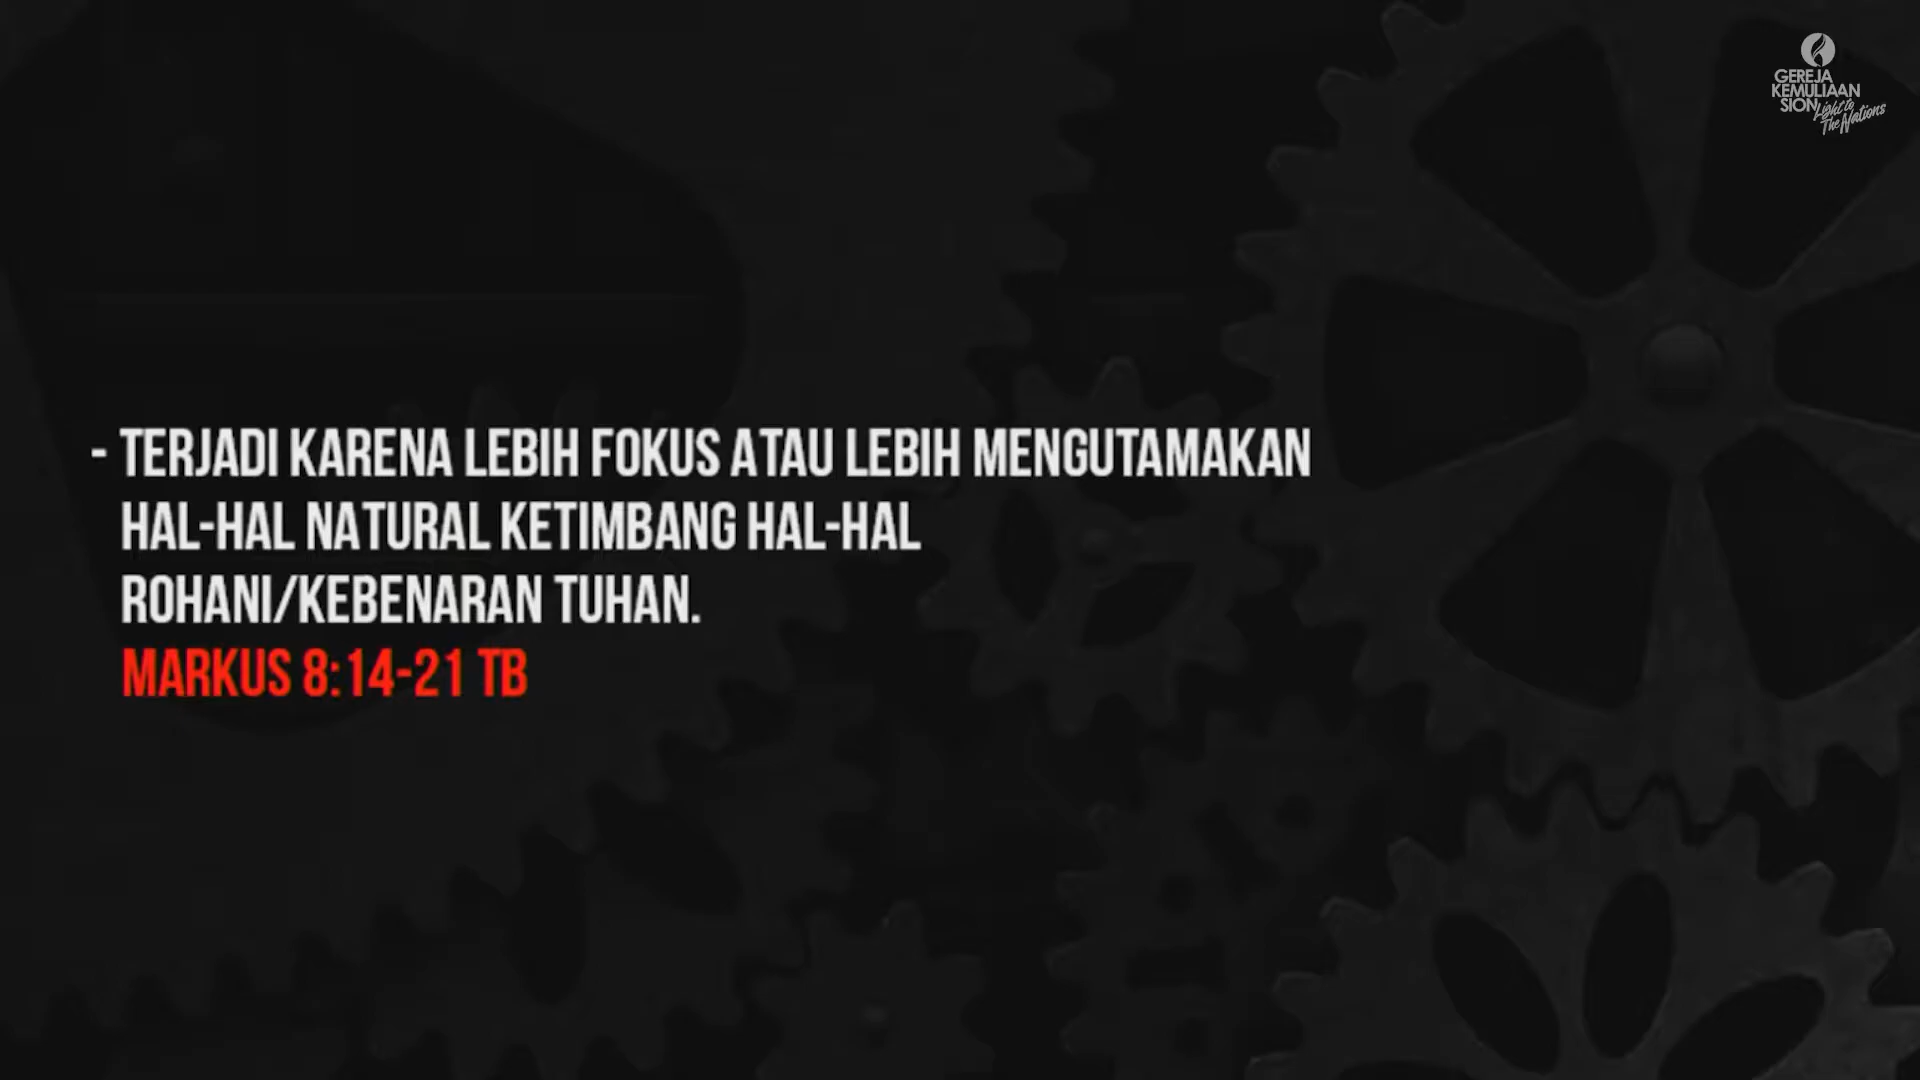 GEREJA
KEMULIAAN
SION Light to
The Nations
- TERJADI KARENA LEBIH FOKUS ATAU LEBIH MENGUTAMAKAN
HAL-HAL NATURAL KETIMBANG HAL-HAL
ROHANI/KEBENARAN TUHAN.
MARKUS 8:14-21 TB